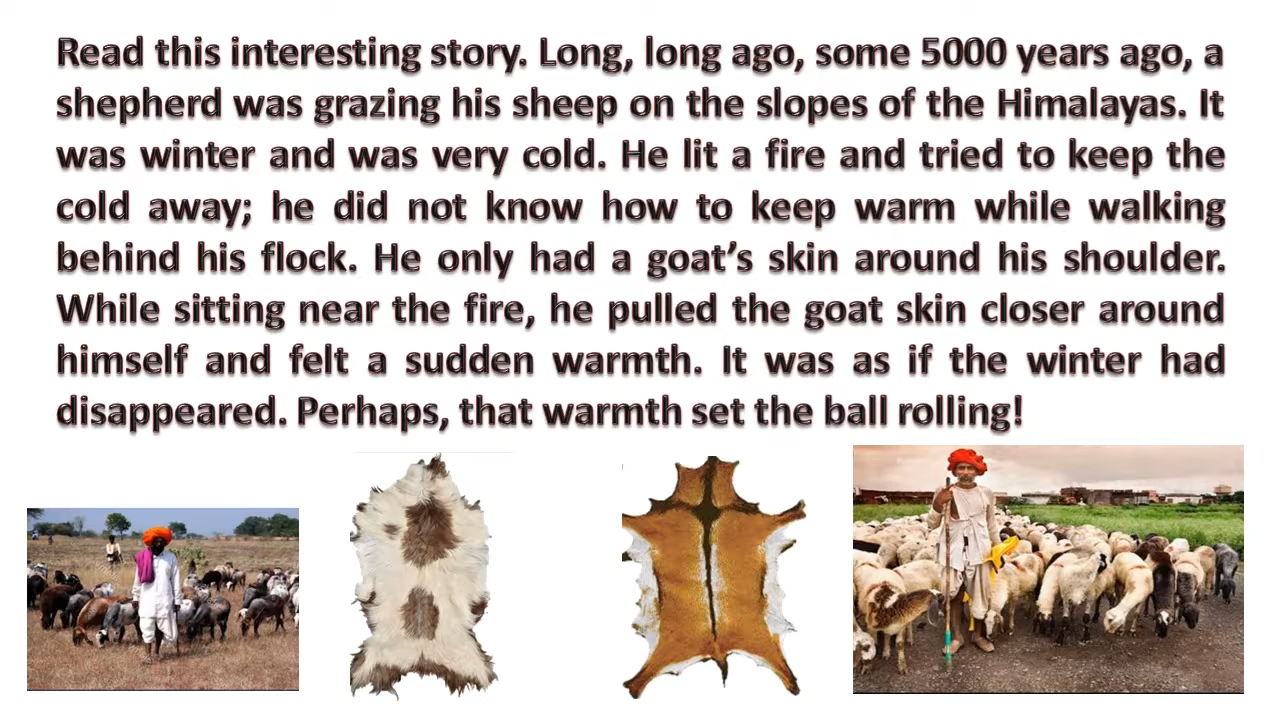 Read this interesting story. Long, long ago, some 5000 years ago, a
shepherd was grazing his sheep on the slopes of the Himalayas. It
was winter and was very cold. He lit a fire and tried to keep the
cold away; he did not know how to keep warm while walking
behind his flock. He only had a goat’s skin around his shoulder.
While sitting near the fire, he pulled the goat skin closer around
himself and felt a sudden warmth. It was as if the winter had
disappeared. Perhaps, that warmth set the ball rolling!